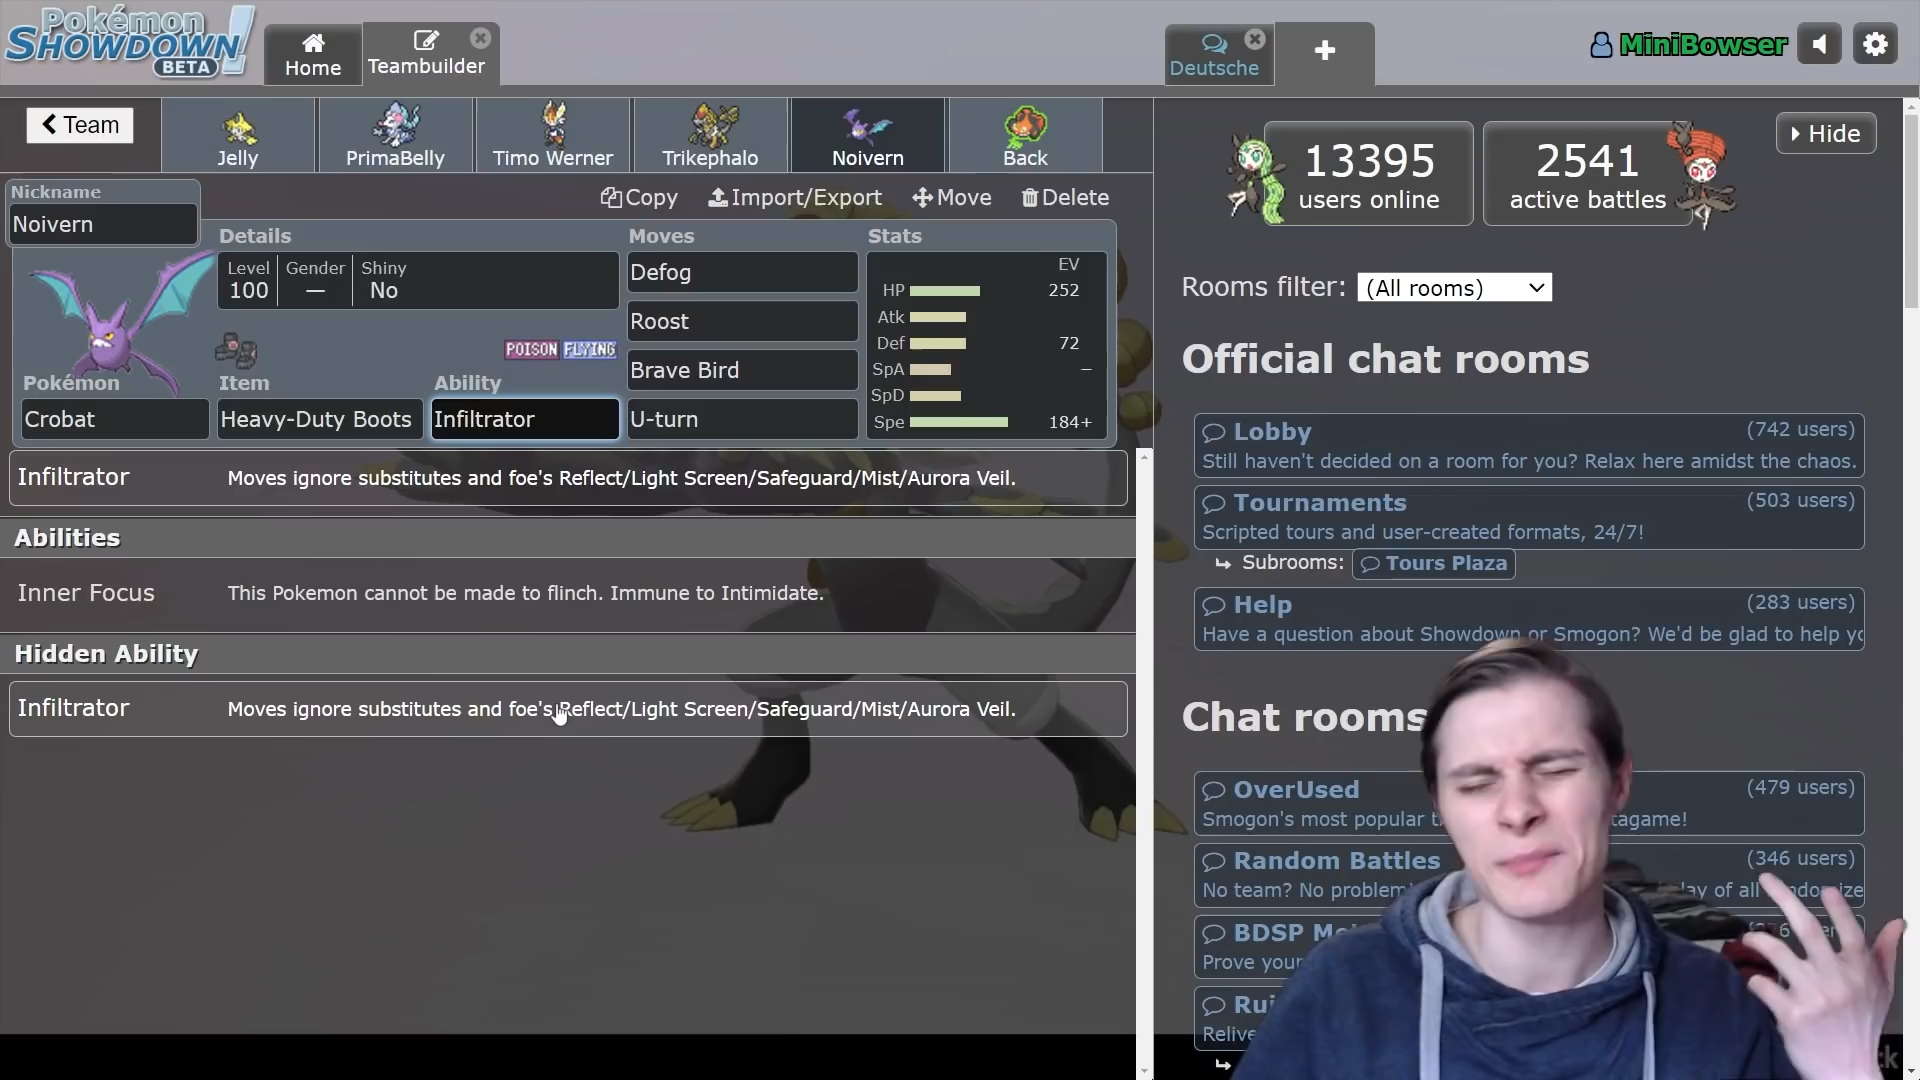 Pokémon
SHOWDOWN!
BETA
Home
Teambuilder
Deutsche
+
MiniBowser
Team
Jelly
PrimaBelly
Timo Werner
Trikephalo
Noivern
Back
Nickname
Noivern
Copy
Import/Export
Move
Delete
Details
Moves
Stats
Level
100
Gender
—
Shiny
No
POISON
FLYING
Pokémon
Crobat
Item
Heavy-Duty Boots
Ability
Infiltrator
Defog
Roost
Brave Bird
U-turn
EV
HP 252
Atk
Def 72
SpA –
SpD
Spe 184+
Infiltrator Moves ignore substitutes and foe's Reflect/Light Screen/Safeguard/Mist/Aurora Veil.
Abilities
Inner Focus This Pokemon cannot be made to flinch. Immune to Intimidate.
Hidden Ability
Infiltrator Moves ignore substitutes and foe's Reflect/Light Screen/Safeguard/Mist/Aurora Veil.
13395
users online
2541
active battles
Hide
Rooms filter: (All rooms)
Official chat rooms
Lobby (742 users)
Still haven't decided on a room for you? Relax here amidst the chaos.
Tournaments (503 users)
Scripted tours and user-created formats, 24/7!
Subrooms: Tours Plaza
Help (283 users)
Have a question about Showdown or Smogon? We'd be glad to help
Chat rooms
OverUsed (479 users)
Smogon's most popular
Random Battles (346 users)
No team? No problem! of all
BDSP
Prove your